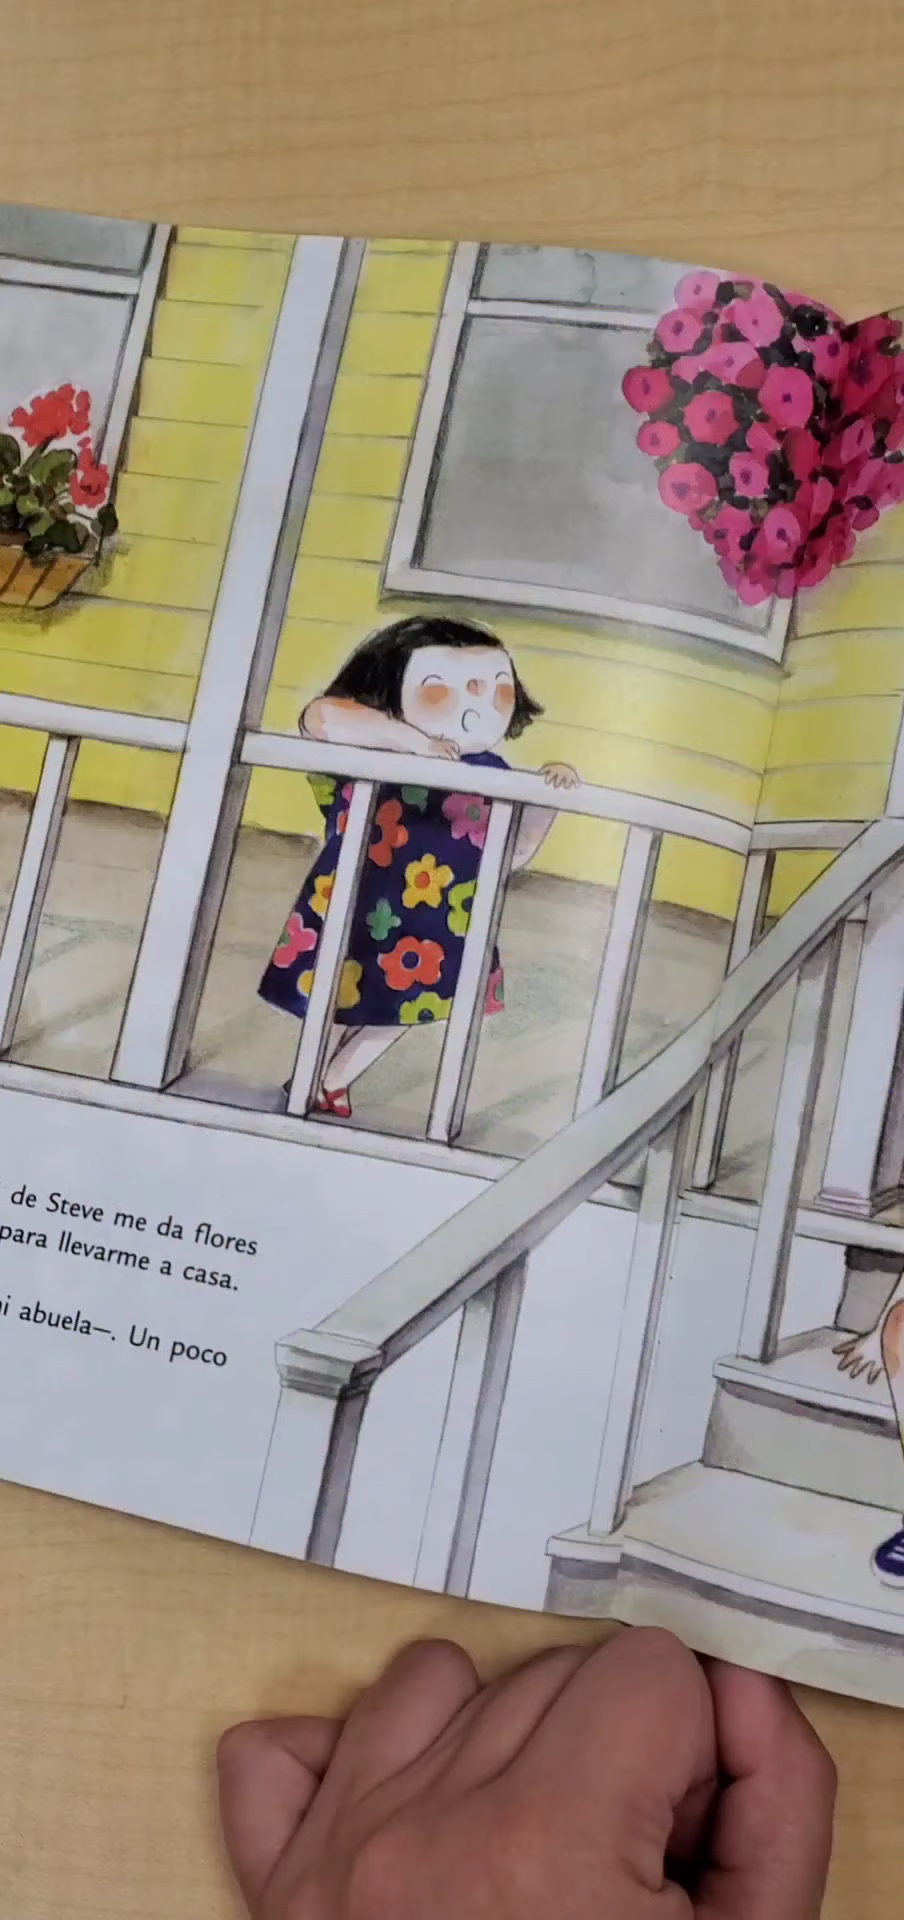 de Steve me da flores
para llevarme a casa.
abuela—. Un poco